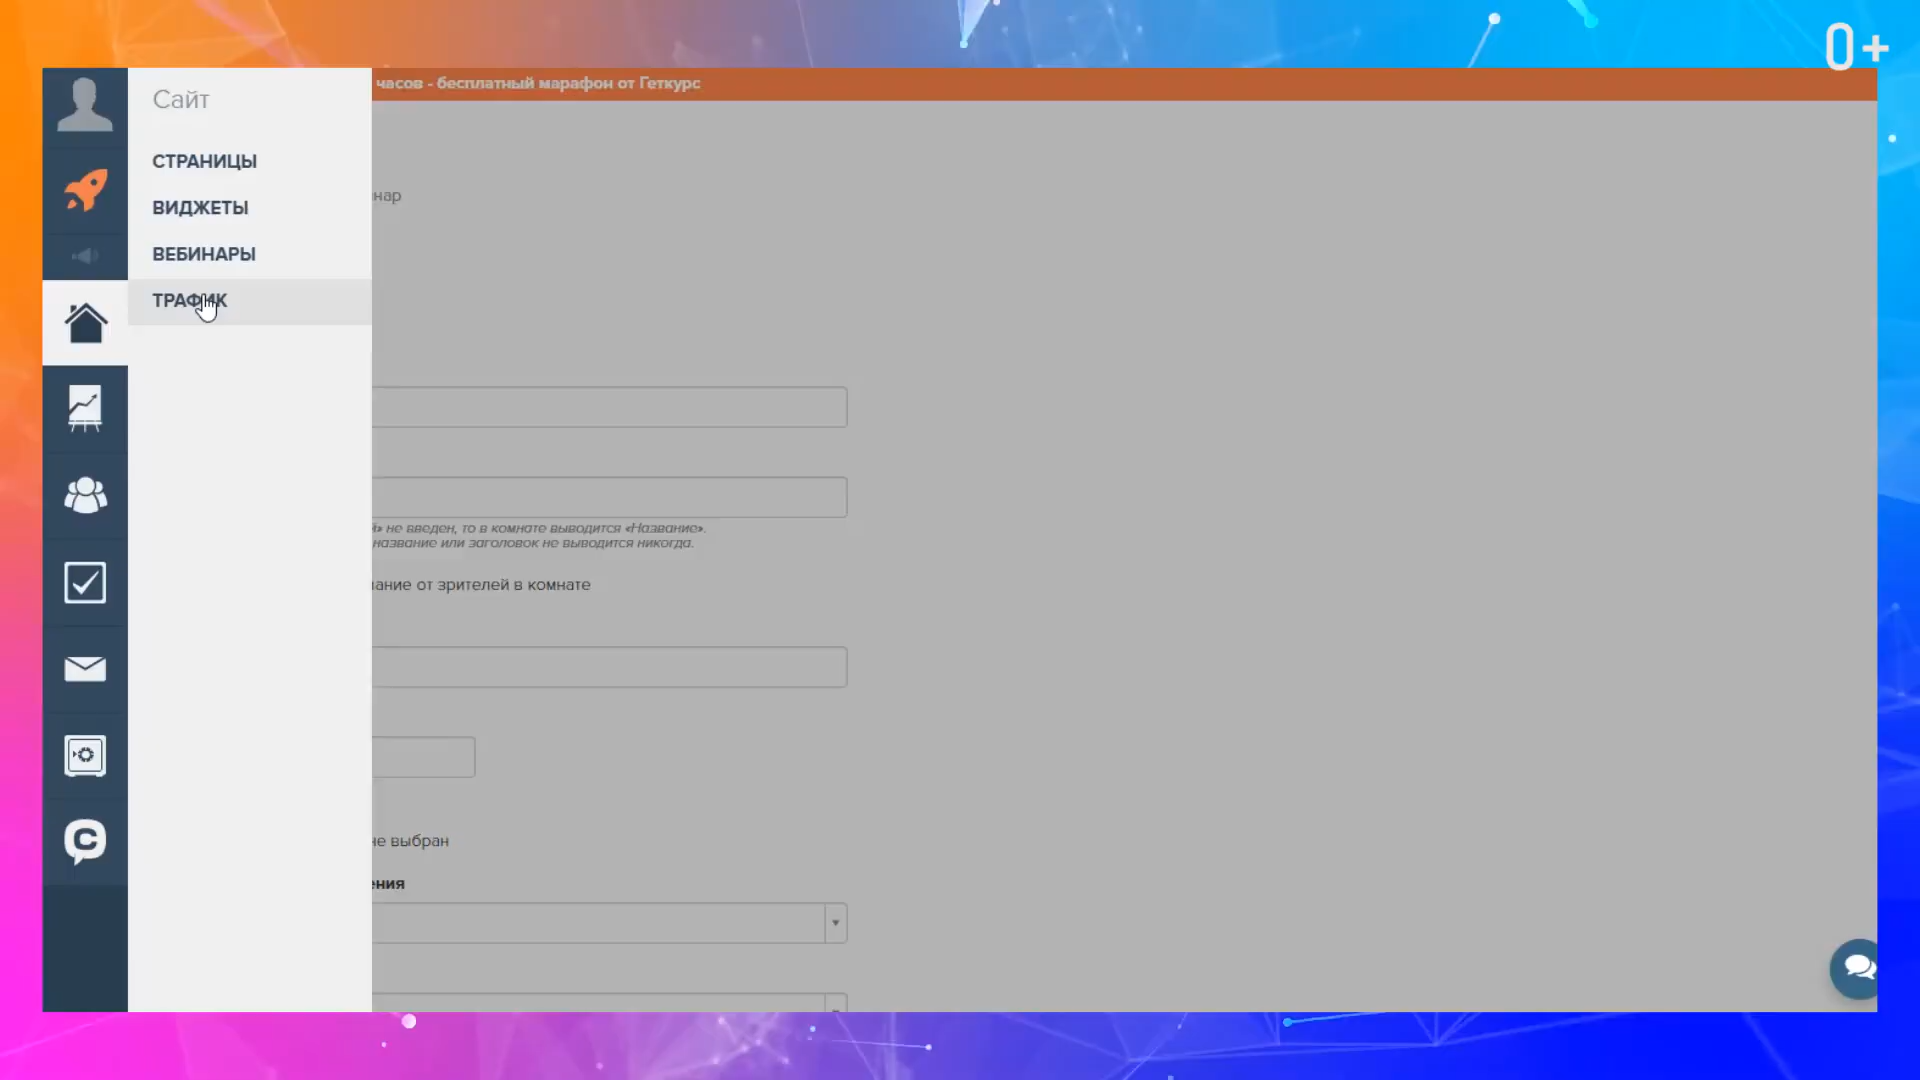 0+
часов - бесплатный марафон от Геткурс
Сайт
СТРАНИЦЫ
ВИДЖЕТЫ
ВЕБИНАРЫ
ТРАФИК
нар
не введен, то в комнате выводится «Название».
название или заголовок не выводится никогда.
ание от зрителей в комнате
не выбран
ения
C